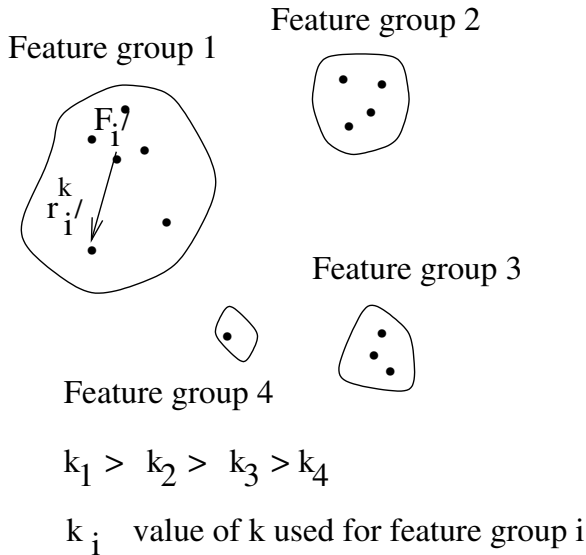 Feature group 1
Feature group 2
F_i/
r_i/^k
Feature group 3
Feature group 4
k_1 > k_2 > k_3 > k_4
k_i value of k used for feature group i